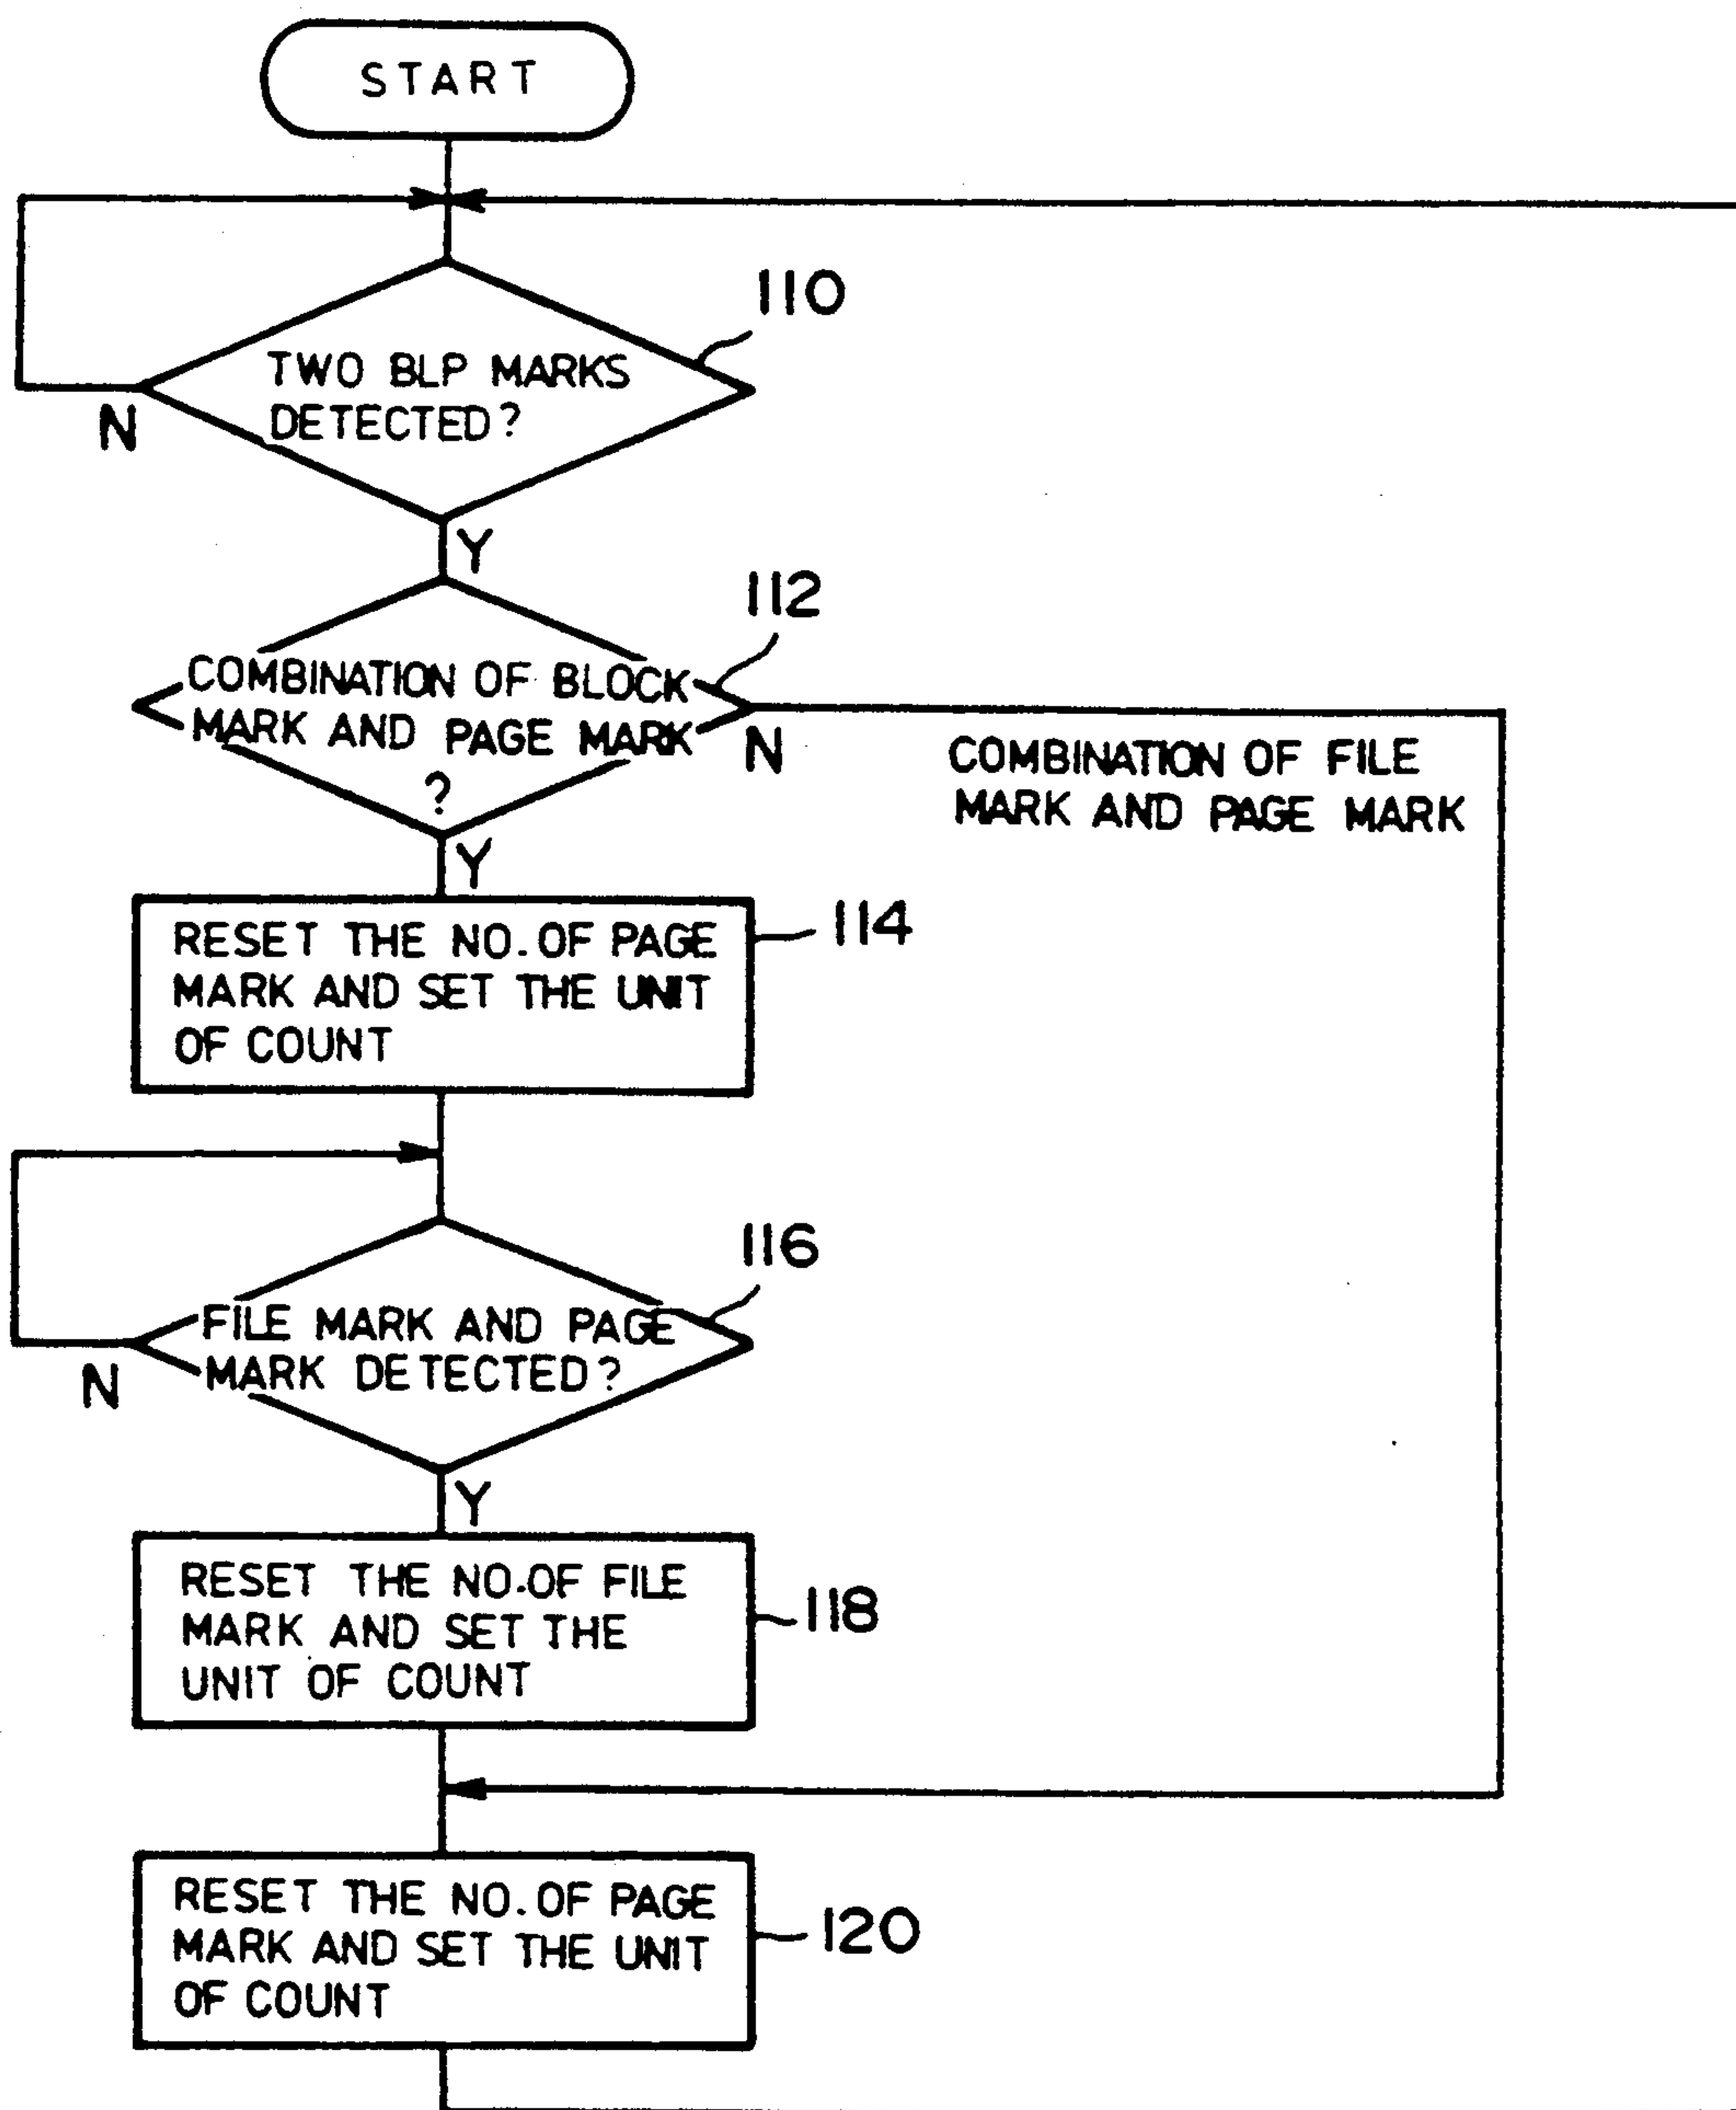 START
110
TWO BLP MARKS
DETECTED?
N
Y
112
COMBINATION OF BLOCK
MARK AND PAGE MARK
?
N
COMBINATION OF FILE
MARK AND PAGE MARK
Y
RESET THE NO. OF PAGE
MARK AND SET THE UNIT
OF COUNT
114
116
FILE MARK AND PAGE
MARK DETECTED?
N
Y
RESET THE NO. OF FILE
MARK AND SET THE
UNIT OF COUNT
118
RESET THE NO. OF PAGE
MARK AND SET THE UNIT
OF COUNT
120